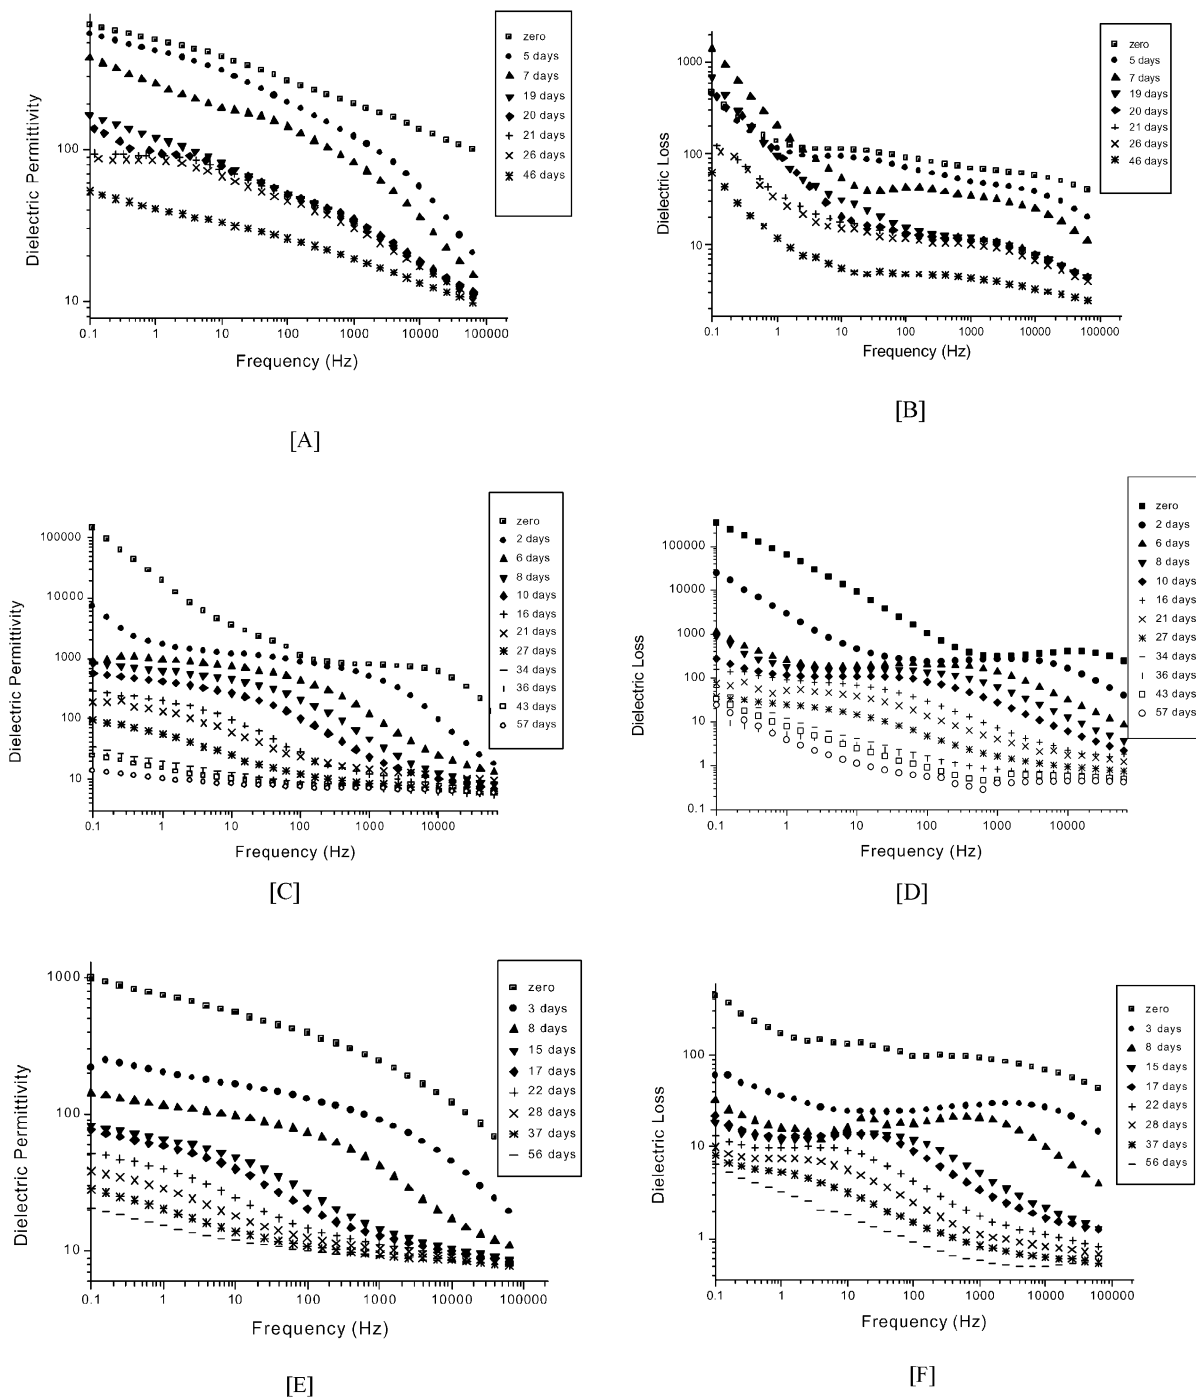 zero
5 days
7 days
19 days
20 days
21 days
26 days
46 days
Dielectric Permittivity
100
10
0.1 1 10 100 1000 10000 100000
Frequency (Hz)
[A]
zero
5 days
7 days
19 days
20 days
21 days
26 days
46 days
Dielectric Loss
1000
100
10
0.1 1 10 100 1000 10000 100000
Frequency (Hz)
[B]
zero
2 days
6 days
8 days
10 days
16 days
21 days
27 days
34 days
36 days
43 days
57 days
Dielectric Permittivity
100000
10000
1000
100
10
0.1 1 10 100 1000 10000
Frequency (Hz)
[C]
zero
2 days
6 days
8 days
10 days
16 days
21 days
27 days
34 days
36 days
43 days
57 days
Dielectric Loss
100000
10000
1000
100
10
1
0.1
0.1 1 10 100 1000 10000
Frequency (Hz)
[D]
zero
3 days
8 days
15 days
17 days
22 days
28 days
37 days
56 days
Dielectric Permittivity
1000
100
10
0.1 1 10 100 1000 10000 100000
Frequency (Hz)
[E]
zero
3 days
8 days
15 days
17 days
22 days
28 days
37 days
56 days
Dielectric Loss
100
10
1
0.1 1 10 100 1000 10000 100000
Frequency (Hz)
[F]